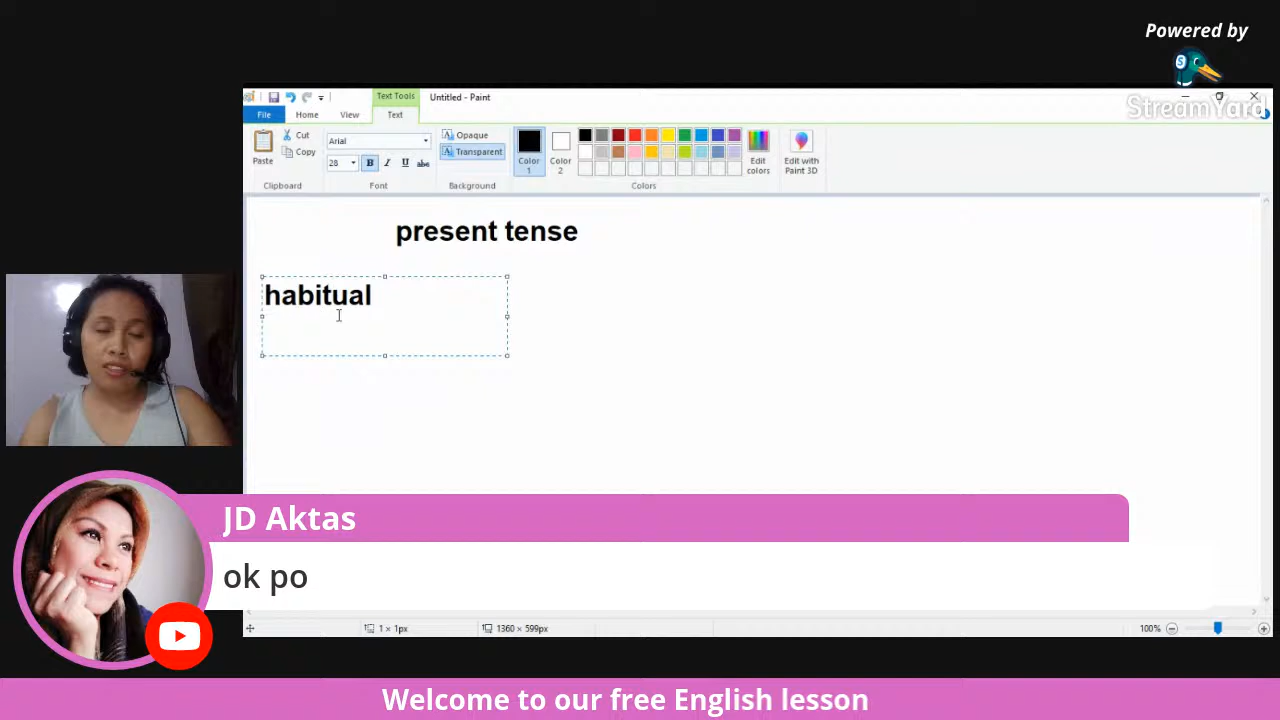 Powered by
StreamYard
Text Tools
Untitled - Paint
File
Home
View
Text
Paste
Cut
Copy
Clipboard
Arial
28
B
I
U
abc
Font
Opaque
Transparent
Background
Color
1
Color
2
Edit
colors
Colors
Edit with
Paint 3D
present tense
habitual
JD Aktas
ok po
1 × 1px
1360 × 599px
100%
Welcome to our free English lesson